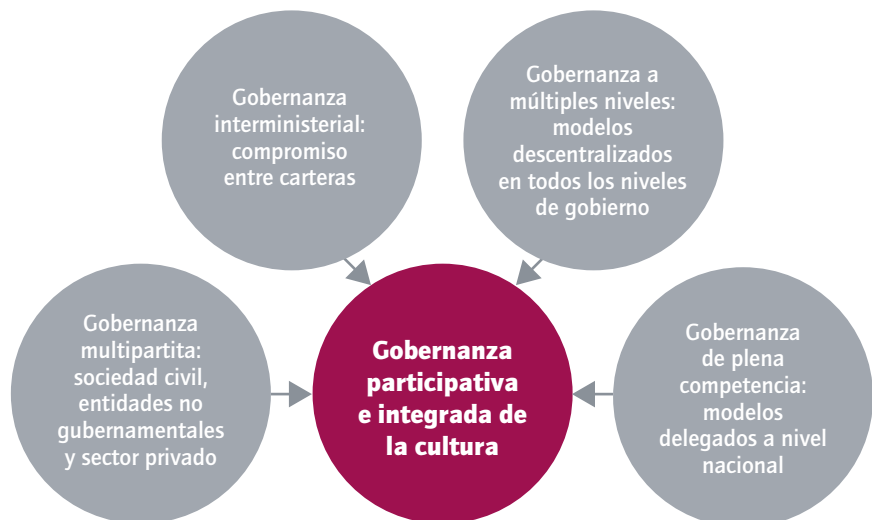 Gobernanza
interministerial:
compromiso
entre carteras
Gobernanza a
múltiples niveles:
modelos
descentralizados
en todos los niveles
de gobierno
Gobernanza
multipartita:
sociedad civil,
entidades no
gubernamentales
y sector privado
Gobernanza
participativa
e integrada de
la cultura
Gobernanza
de plena
competencia:
modelos
delegados a nivel
nacional